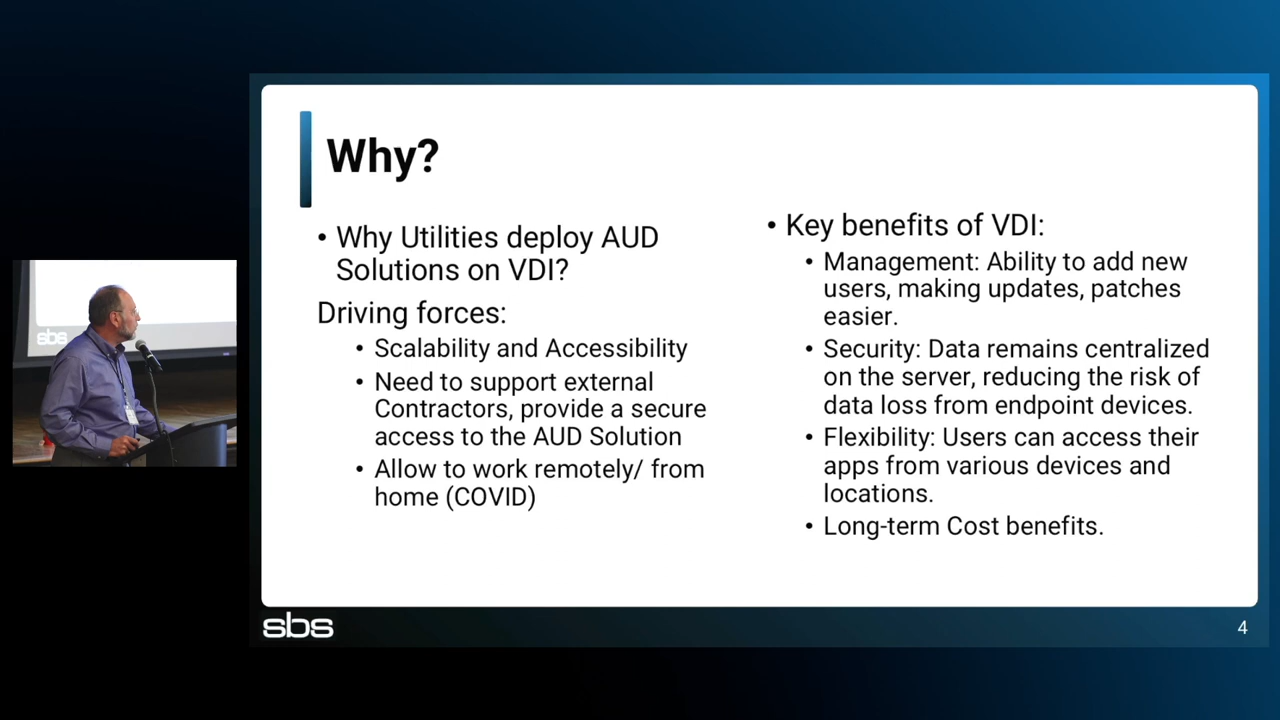 Why?
• Why Utilities deploy AUD
Solutions on VDI?
Driving forces:
• Scalability and Accessibility
• Need to support external
Contractors, provide a secure
access to the AUD Solution
• Allow to work remotely/ from
home (COVID)
• Key benefits of VDI:
• Management: Ability to add new
users, making updates, patches
easier.
• Security: Data remains centralized
on the server, reducing the risk of
data loss from endpoint devices.
• Flexibility: Users can access their
apps from various devices and
locations.
• Long-term Cost benefits.
sbs
4
sbs